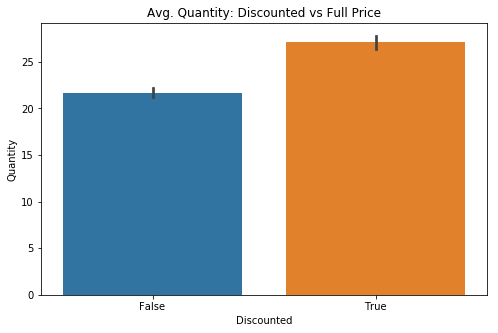 Avg. Quantity: Discounted vs Full Price
Quantity
25
20
15
10
5
0
False
True
Discounted